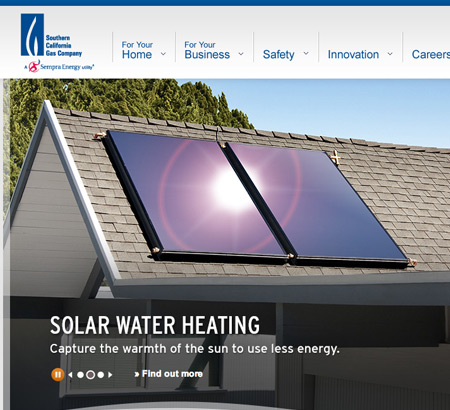 Southern
California
Gas Company
A Sempra Energy utility®
For Your
Home
For Your
Business
Safety
Innovation
Careers
SOLAR WATER HEATING
Capture the warmth of the sun to use less energy.
» Find out more